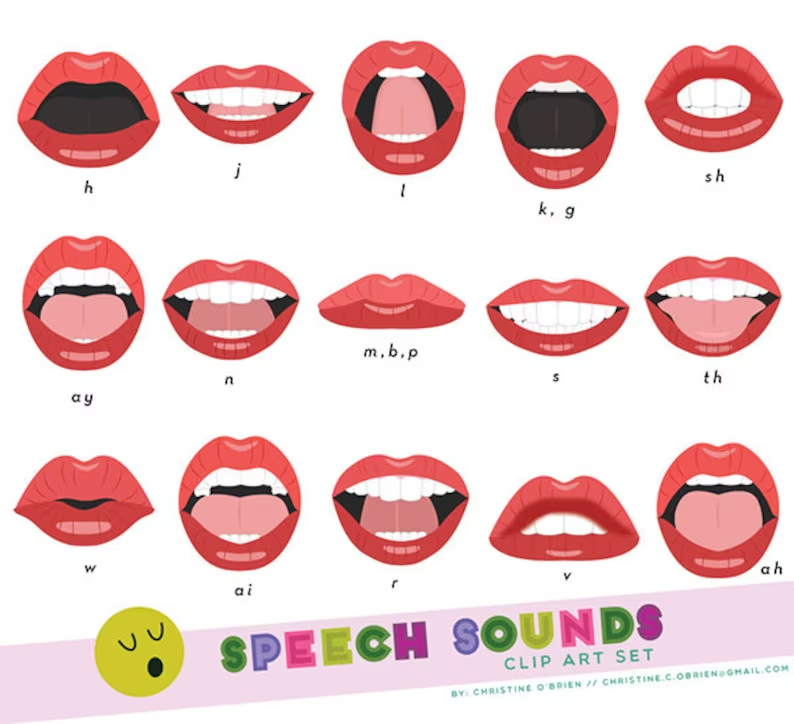 h
j
l
k, g
sh
ay
n
m,b,p
s
th
w
ai
r
v
ah
SPEECH SOUNDS
CLIP ART SET
BY: CHRISTINE O'BRIEN // CHRISTINE.C.OBRIEN@GMAIL.COM